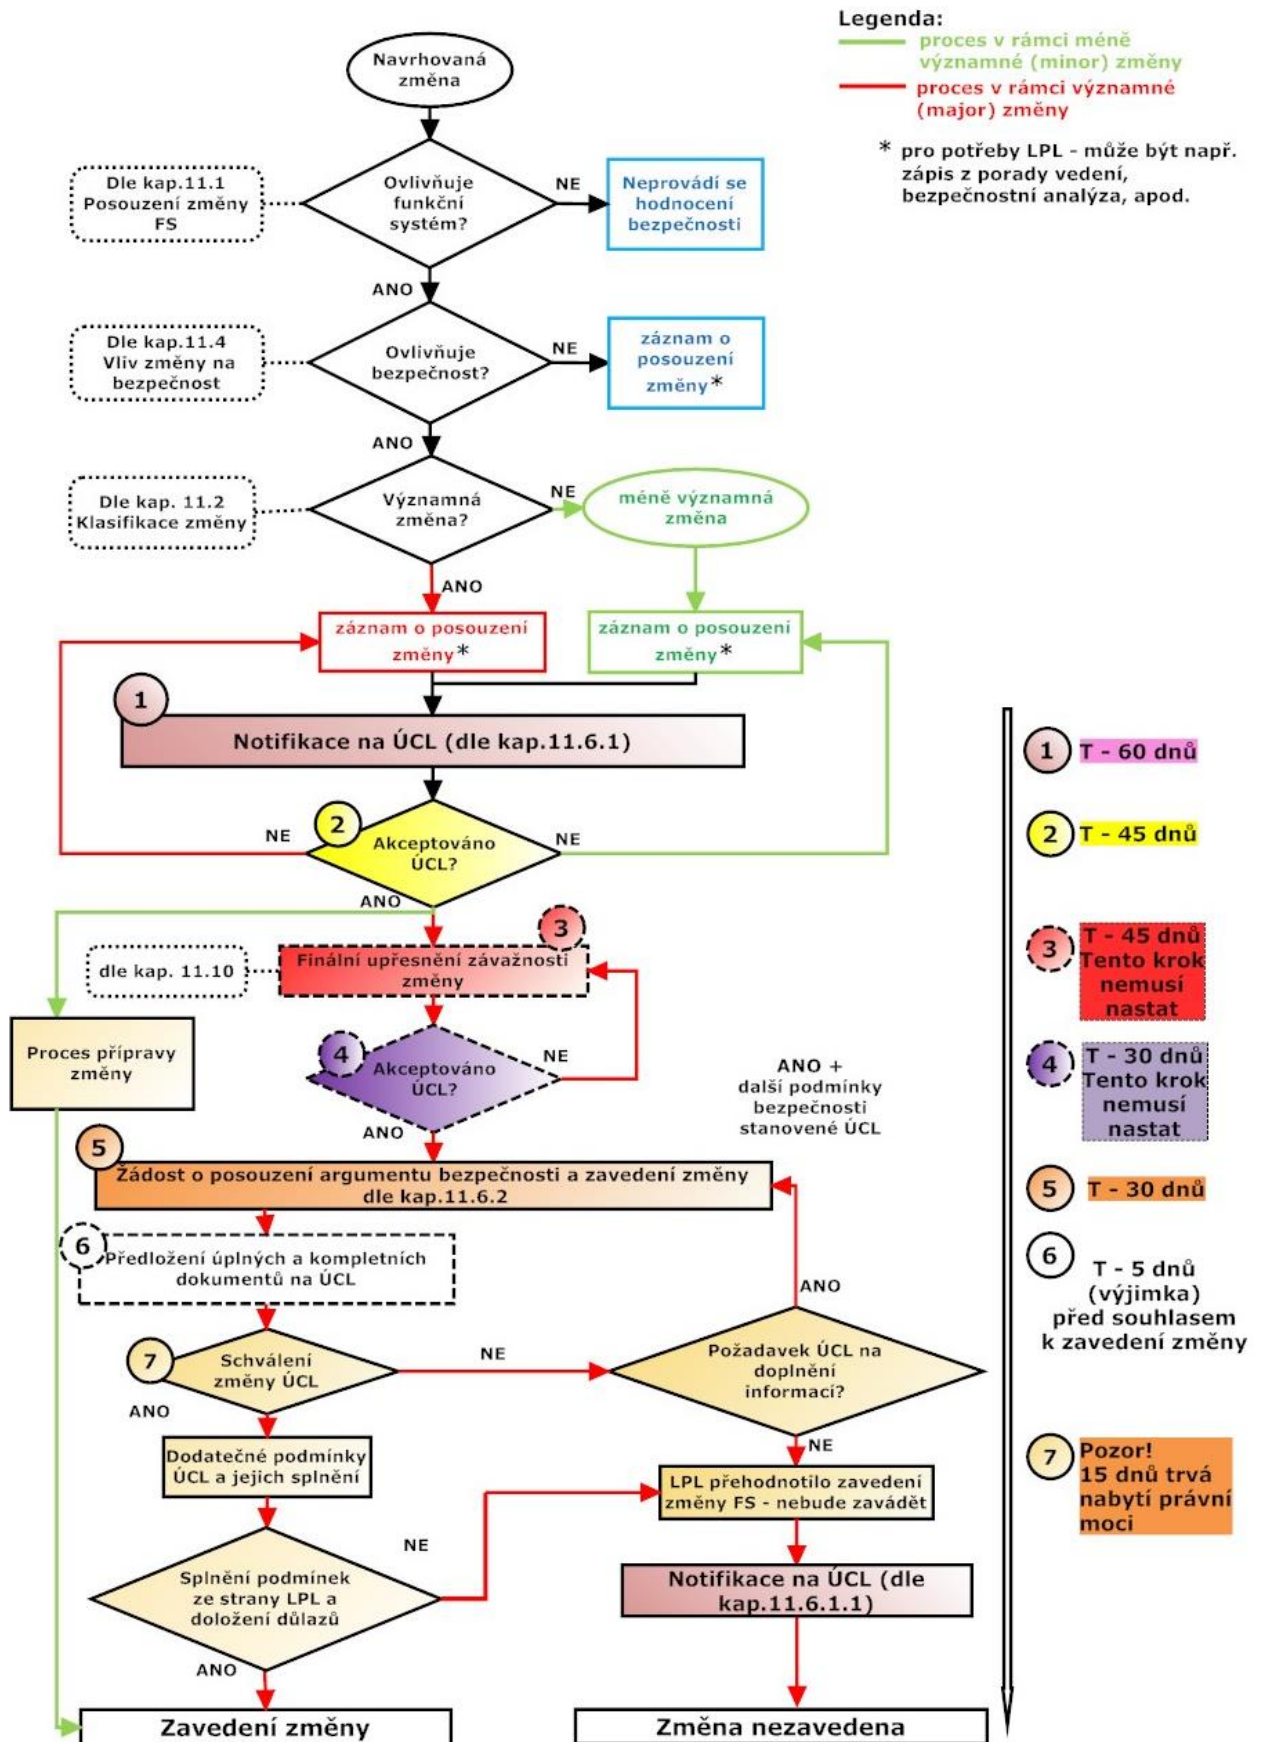 Legenda:
proces v rámci méně
významné (minor) změny
proces v rámci významné
(major) změny
* pro potřeby LPL - může být např.
zápis z porady vedení,
bezpečnostní analýza, apod.
Navrhovaná
změna
Dle kap.11.1
Posouzení změny
FS
Ovlivňuje
funkční
systém?
NE
Neprovádí se
hodnocení
bezpečnosti
ANO
Dle kap.11.4
Vliv změny na
bezpečnost
Ovlivňuje
bezpečnost?
NE
záznam o
posouzení
změny*
ANO
Dle kap. 11.2
Klasifikace změny
Významná
změna?
NE
méně významná
změna
ANO
záznam o posouzení
změny*
záznam o posouzení
změny*
1
Notifikace na ÚCL (dle kap.11.6.1)
2
Akceptováno
ÚCL?
NE
NE
ANO
3
dle kap. 11.10
Finální upřesnění závažnosti
změny
Proces přípravy
změny
4
Akceptováno
ÚCL?
NE
ANO
ANO +
další podmínky
bezpečnosti
stanovené ÚCL
5
Žádost o posouzení argumentu bezpečnosti a zavedení změny
dle kap.11.6.2
6
Předložení úplných a kompletních
dokumentů na ÚCL
ANO
7
Schválení
změny ÚCL
NE
Požadavek ÚCL na
doplnění
informací?
ANO
NE
Dodatečné podmínky
ÚCL a jejich splnění
LPL přehodnotilo zavedení
změny FS - nebude zavádět
NE
Splnění podmínek
ze strany LPL a
doložení důlazů
Notifikace na ÚCL (dle
kap.11.6.1.1)
ANO
Zavedení změny
Změna nezavedena
1
T - 60 dnů
2
T - 45 dnů
3
T - 45 dnů
Tento krok
nemusí
nastat
4
T - 30 dnů
Tento krok
nemusí
nastat
5
T - 30 dnů
6
T - 5 dnů
(výjimka)
před souhlasem
k zavedení změny
7
Pozor!
15 dnů trvá
nabytí právní
moci